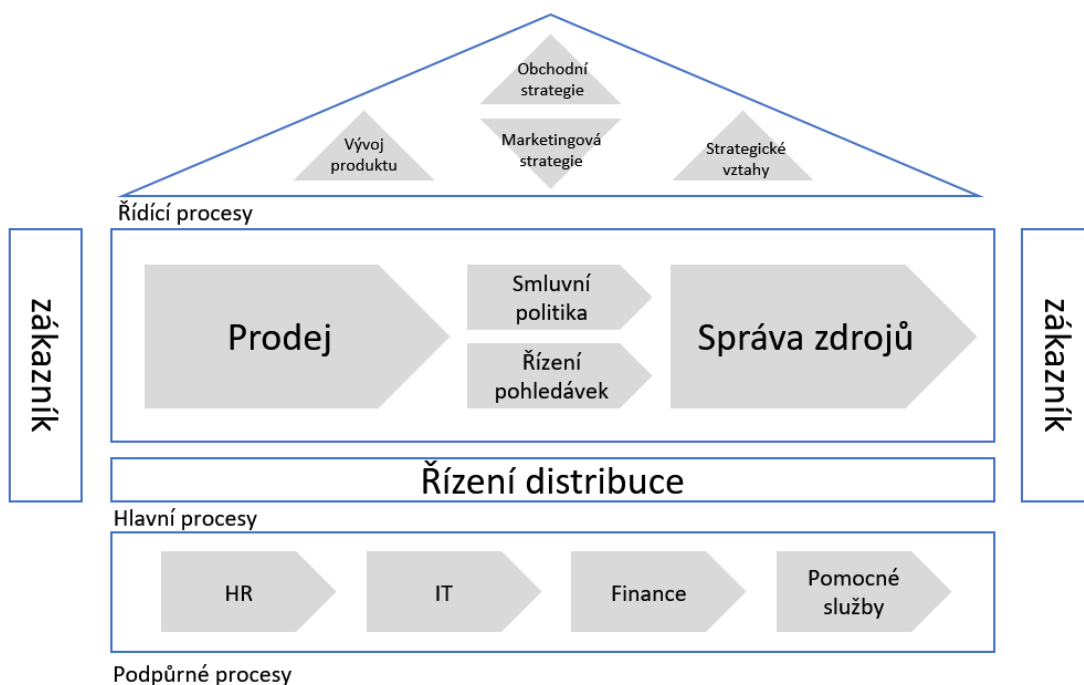 Obchodní
strategie
Marketingová
strategie
Vývoj
produktu
Strategické
vztahy
Řídící procesy
zákazník
Prodej
Smluvní
politika
Řízení
pohledávek
Správa zdrojů
zákazník
Řízení distribuce
Hlavní procesy
HR
IT
Finance
Pomocné
služby
Podpůrné procesy